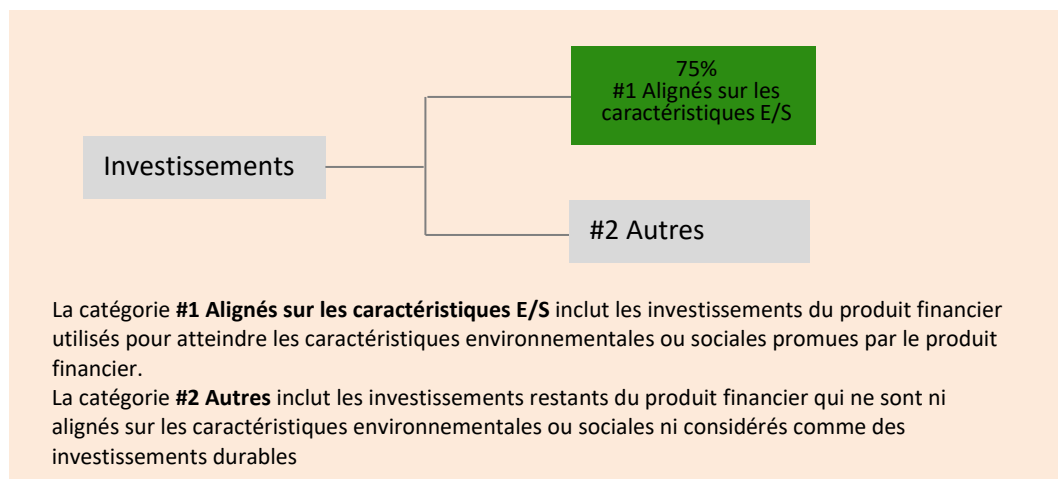 75%
#1 Alignés sur les
caractéristiques E/S
Investissements
#2 Autres
La catégorie #1 Alignés sur les caractéristiques E/S inclut les investissements du produit financier
utilisés pour atteindre les caractéristiques environnementales ou sociales promues par le produit
financier.
La catégorie #2 Autres inclut les investissements restants du produit financier qui ne sont ni
alignés sur les caractéristiques environnementales ou sociales ni considérés comme des
investissements durables